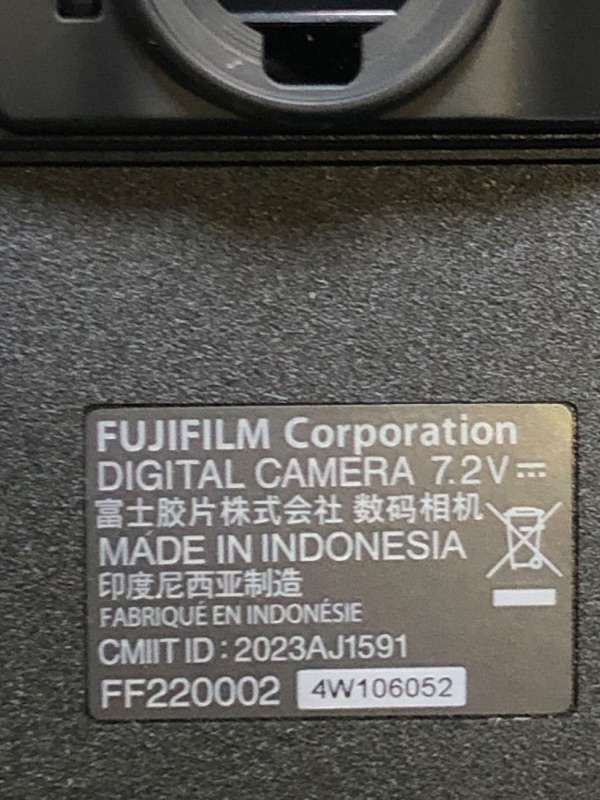 FUJIFILM Corporation
DIGITAL CAMERA 7.2V
富士胶片株式会社 数码相机
MADE IN INDONESIA
印度尼西亚制造
FABRIQUÉ EN INDONÉSIE
CMIIT ID : 2023AJ1591
FF220002 4W106052